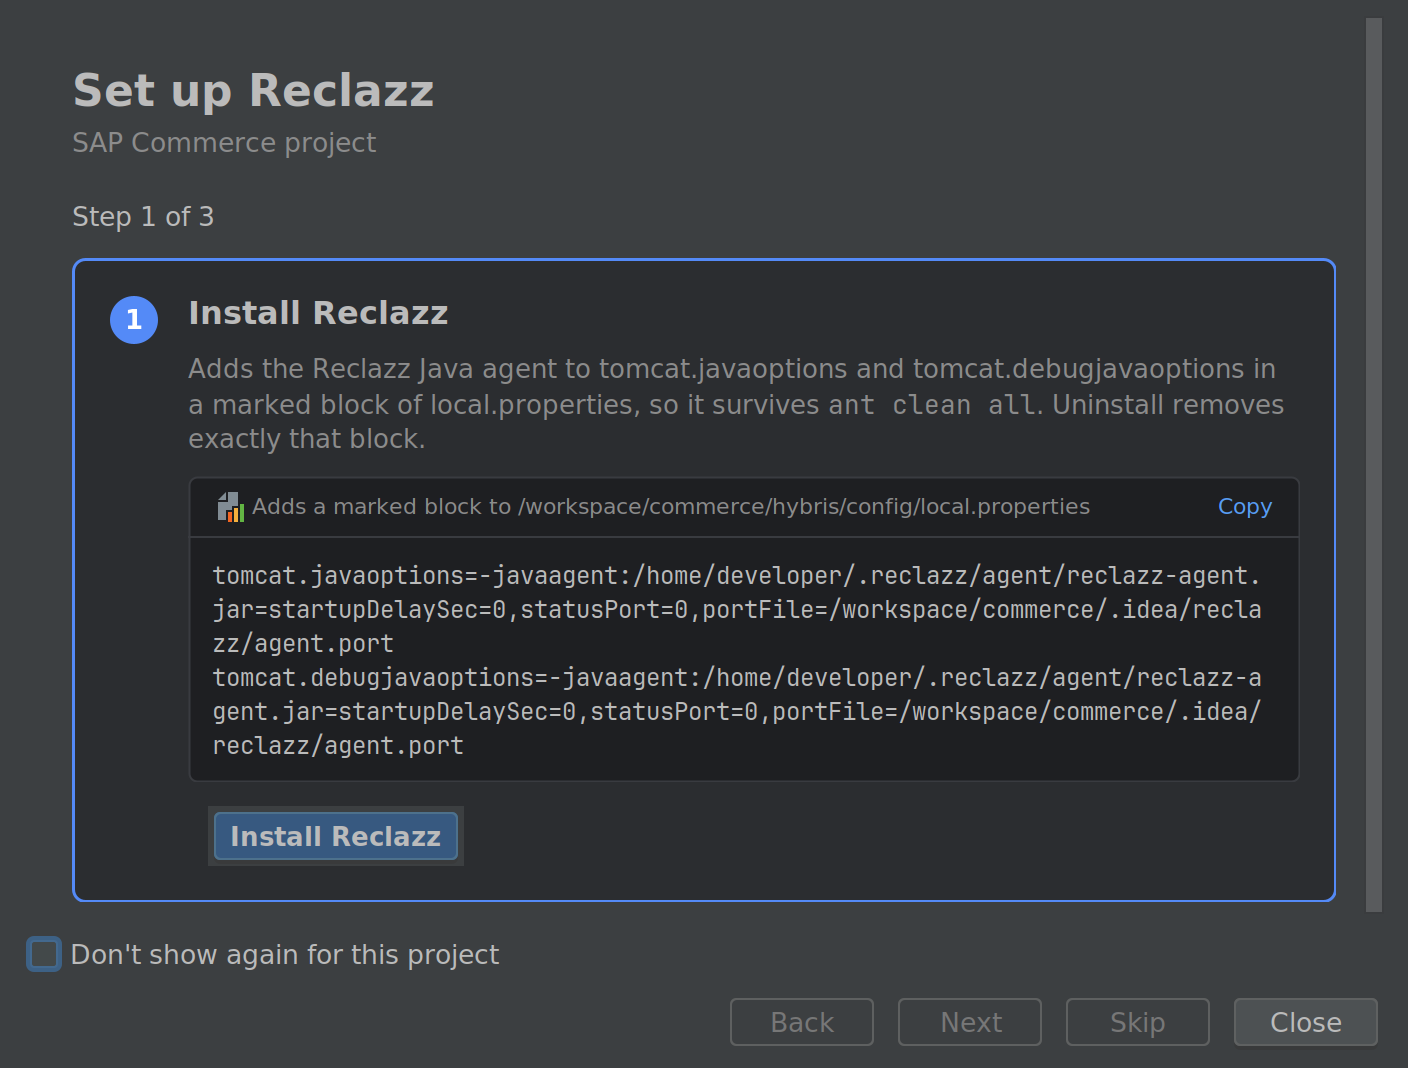 Set up Reclazz
SAP Commerce project
Step 1 of 3
1
Install Reclazz
Adds the Reclazz Java agent to tomcat.javaoptions and tomcat.debugjavaoptions in
a marked block of local.properties, so it survives ant clean all. Uninstall removes
exactly that block.
Adds a marked block to /workspace/commerce/hybris/config/local.properties
Copy
tomcat.javaoptions=-javaagent:/home/developer/.reclazz/agent/reclazz-agent.
jar=startupDelaySec=0,statusPort=0,portFile=/workspace/commerce/.idea/recla
zz/agent.port
tomcat.debugjavaoptions=-javaagent:/home/developer/.reclazz/agent/reclazz-a
gent.jar=startupDelaySec=0,statusPort=0,portFile=/workspace/commerce/.idea/
reclazz/agent.port
Install Reclazz
Don't show again for this project
Back
Next
Skip
Close